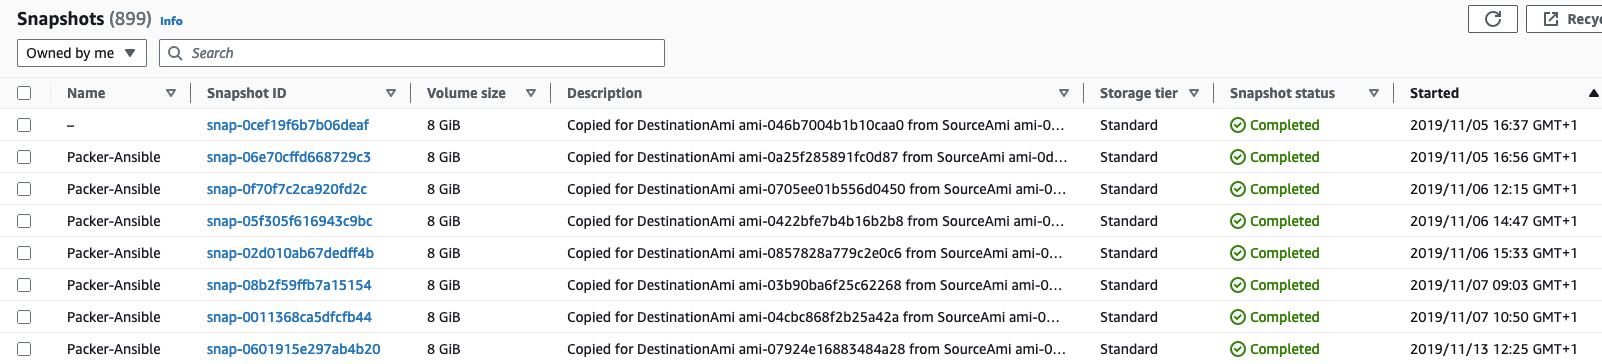 Snapshots (899) Info
Recyc
Owned by me Search
Name Snapshot ID Volume size Description Storage tier Snapshot status Started
– snap-0cef19f6b7b06deaf 8 GiB Copied for DestinationAmi ami-046b7004b1b10caa0 from SourceAmi ami-0… Standard Completed 2019/11/05 16:37 GMT+1
Packer-Ansible snap-06e70cffd668729c3 8 GiB Copied for DestinationAmi ami-0a25f285891fc0d87 from SourceAmi ami-0d… Standard Completed 2019/11/05 16:56 GMT+1
Packer-Ansible snap-0f70f7c2ca920fd2c 8 GiB Copied for DestinationAmi ami-0705ee01b556d0450 from SourceAmi ami-0… Standard Completed 2019/11/06 12:15 GMT+1
Packer-Ansible snap-05f305f616943c9bc 8 GiB Copied for DestinationAmi ami-0422bfe7b4b16b2b8 from SourceAmi ami-0… Standard Completed 2019/11/06 14:47 GMT+1
Packer-Ansible snap-02d010ab67dedff4b 8 GiB Copied for DestinationAmi ami-0857828a779c2e0c6 from SourceAmi ami-0… Standard Completed 2019/11/06 15:33 GMT+1
Packer-Ansible snap-08b2f59ffb7a15154 8 GiB Copied for DestinationAmi ami-03b90ba6f25c62268 from SourceAmi ami-0… Standard Completed 2019/11/07 09:03 GMT+1
Packer-Ansible snap-0011368ca5dfcfb44 8 GiB Copied for DestinationAmi ami-04cbc868f2b25a42a from SourceAmi ami-0… Standard Completed 2019/11/07 10:50 GMT+1
Packer-Ansible snap-0601915e297ab4b20 8 GiB Copied for DestinationAmi ami-07924e16883484a28 from SourceAmi ami-0… Standard Completed 2019/11/13 12:25 GMT+1